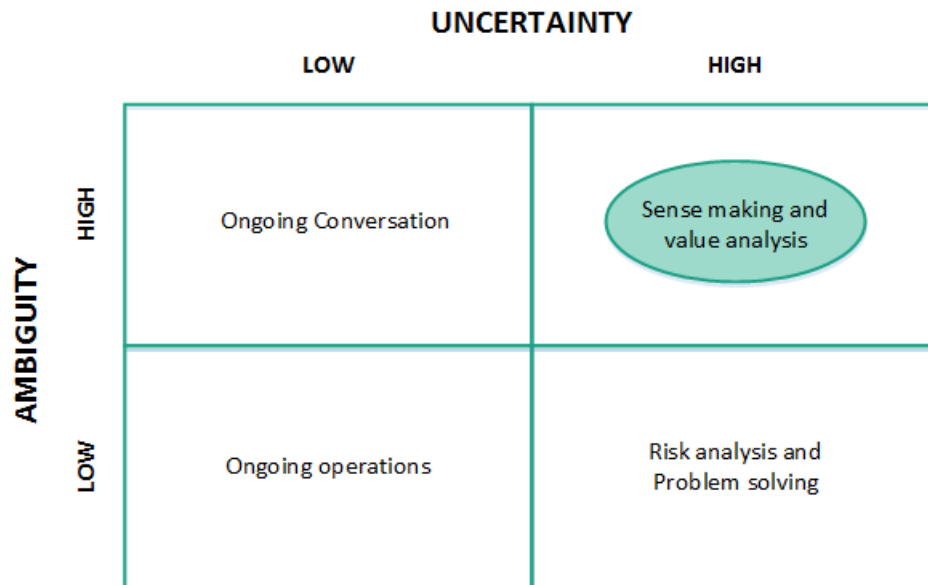 UNCERTAINTY
LOW
HIGH
AMBIGUITY
HIGH
Ongoing Conversation
Sense making and
value analysis
LOW
Ongoing operations
Risk analysis and
Problem solving